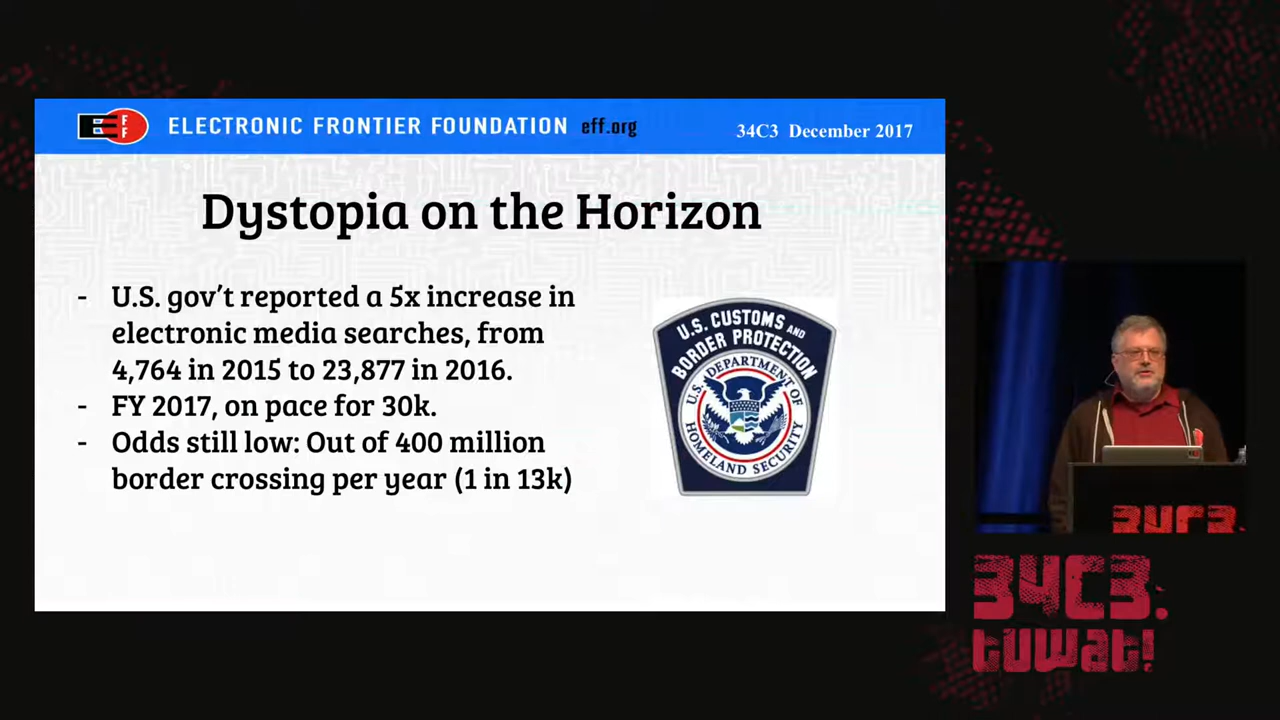 EFF
ELECTRONIC FRONTIER FOUNDATION eff.org
34C3 December 2017
Dystopia on the Horizon
- U.S. gov't reported a 5x increase in
electronic media searches, from
4,764 in 2015 to 23,877 in 2016.
- FY 2017, on pace for 30k.
- Odds still low: Out of 400 million
border crossing per year (1 in 13k)
U.S. CUSTOMS AND
BORDER PROTECTION
U.S. DEPARTMENT OF
HOMELAND SECURITY
34C3.
34C3.
tuwat!